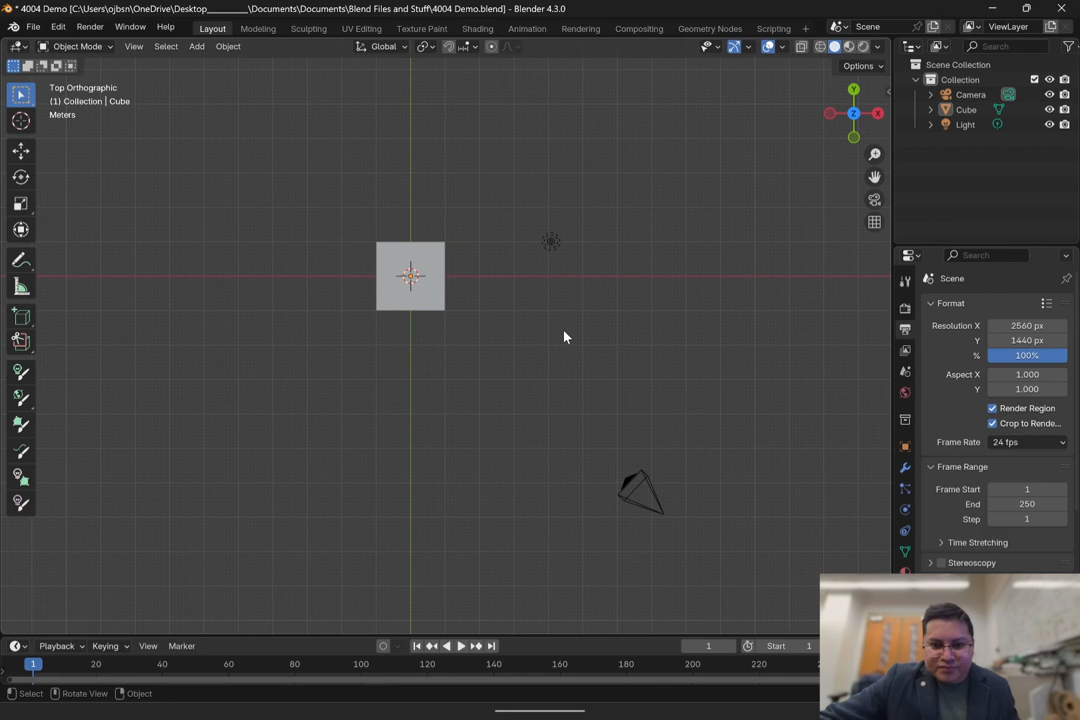 * 4004 Demo [C:\Users\ojbsn\OneDrive\Desktop_________\Documents\Documents\Blend Files and Stuff\4004 Demo.blend] - Blender 4.3.0
File Edit Render Window Help Layout Modeling Sculpting UV Editing Texture Paint Shading Animation Rendering Compositing Geometry Nodes Scripting + Scene ViewLayer
Object Mode View Select Add Object Global Search
Options
Top Orthographic
(1) Collection | Cube
Meters
Y
Z X
Scene Collection
Collection
Camera
Cube
Light
Search
Scene
Format
Resolution X 2560 px
Y 1440 px
% 100%
Aspect X 1.000
Y 1.000
Render Region
Crop to Rende...
Frame Rate 24 fps
Frame Range
Frame Start 1
End 250
Step 1
Time Stretching
Stereoscopy
Playback Keying View Marker 1 Start 1
1 20 40 60 80 100 120 140 160 180 200 220
Select Rotate View Object